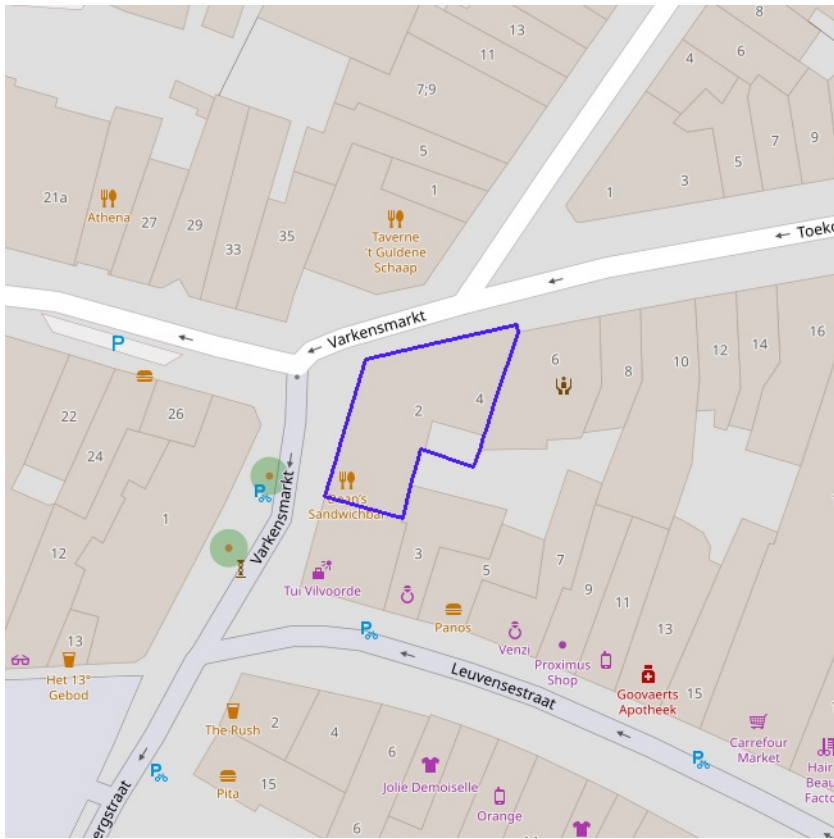 13
11
8
6
4
7;9
5
1
7
9
5
3
1
21a
Athena
27
29
33
35
Taverne
't Guldene
Schaap
Varkensmarkt
P
6
8
10
12
14
16
2
4
22
26
24
1
12
13
Sandwichbar
Varkensmarkt
Tui Vilvoorde
3
5
7
9
11
13
15
Panos
Venzi
Proximus
Shop
Goovaerts
Apotheek
Carrefour
Market
Het 13°
Gebod
Leuvensestraat
The Rush
2
4
6
15
Pita
6
Jolie Demoiselle
Orange